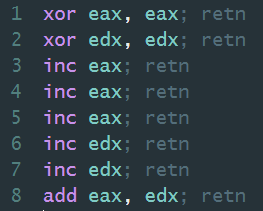 1 xor eax, eax; retn
2 xor edx, edx; retn
3 inc eax; retn
4 inc eax; retn
5 inc eax; retn
6 inc edx; retn
7 inc edx; retn
8 add eax, edx; retn